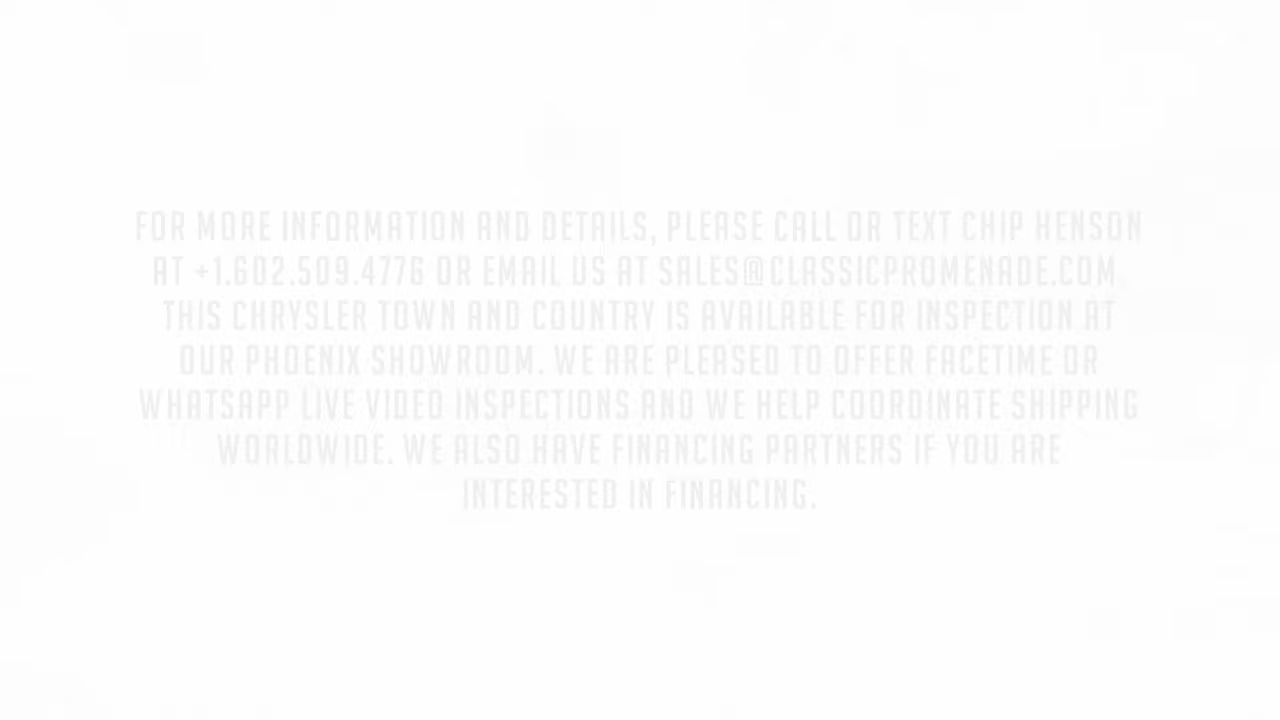 FOR MORE INFORMATION AND DETAILS, PLEASE CALL OR TEXT CHIP HENSON
AT +1.602.509.4776 OR EMAIL US AT SALES@CLASSICPROMENADE.COM.
THIS CHRYSLER TOWN AND COUNTRY IS AVAILABLE FOR INSPECTION AT
OUR PHOENIX SHOWROOM. WE ARE PLEASED TO OFFER FACETIME OR
WHATSAPP LIVE VIDEO INSPECTIONS AND WE HELP COORDINATE SHIPPING
WORLDWIDE. WE ALSO HAVE FINANCING PARTNERS IF YOU ARE
INTERESTED IN FINANCING.